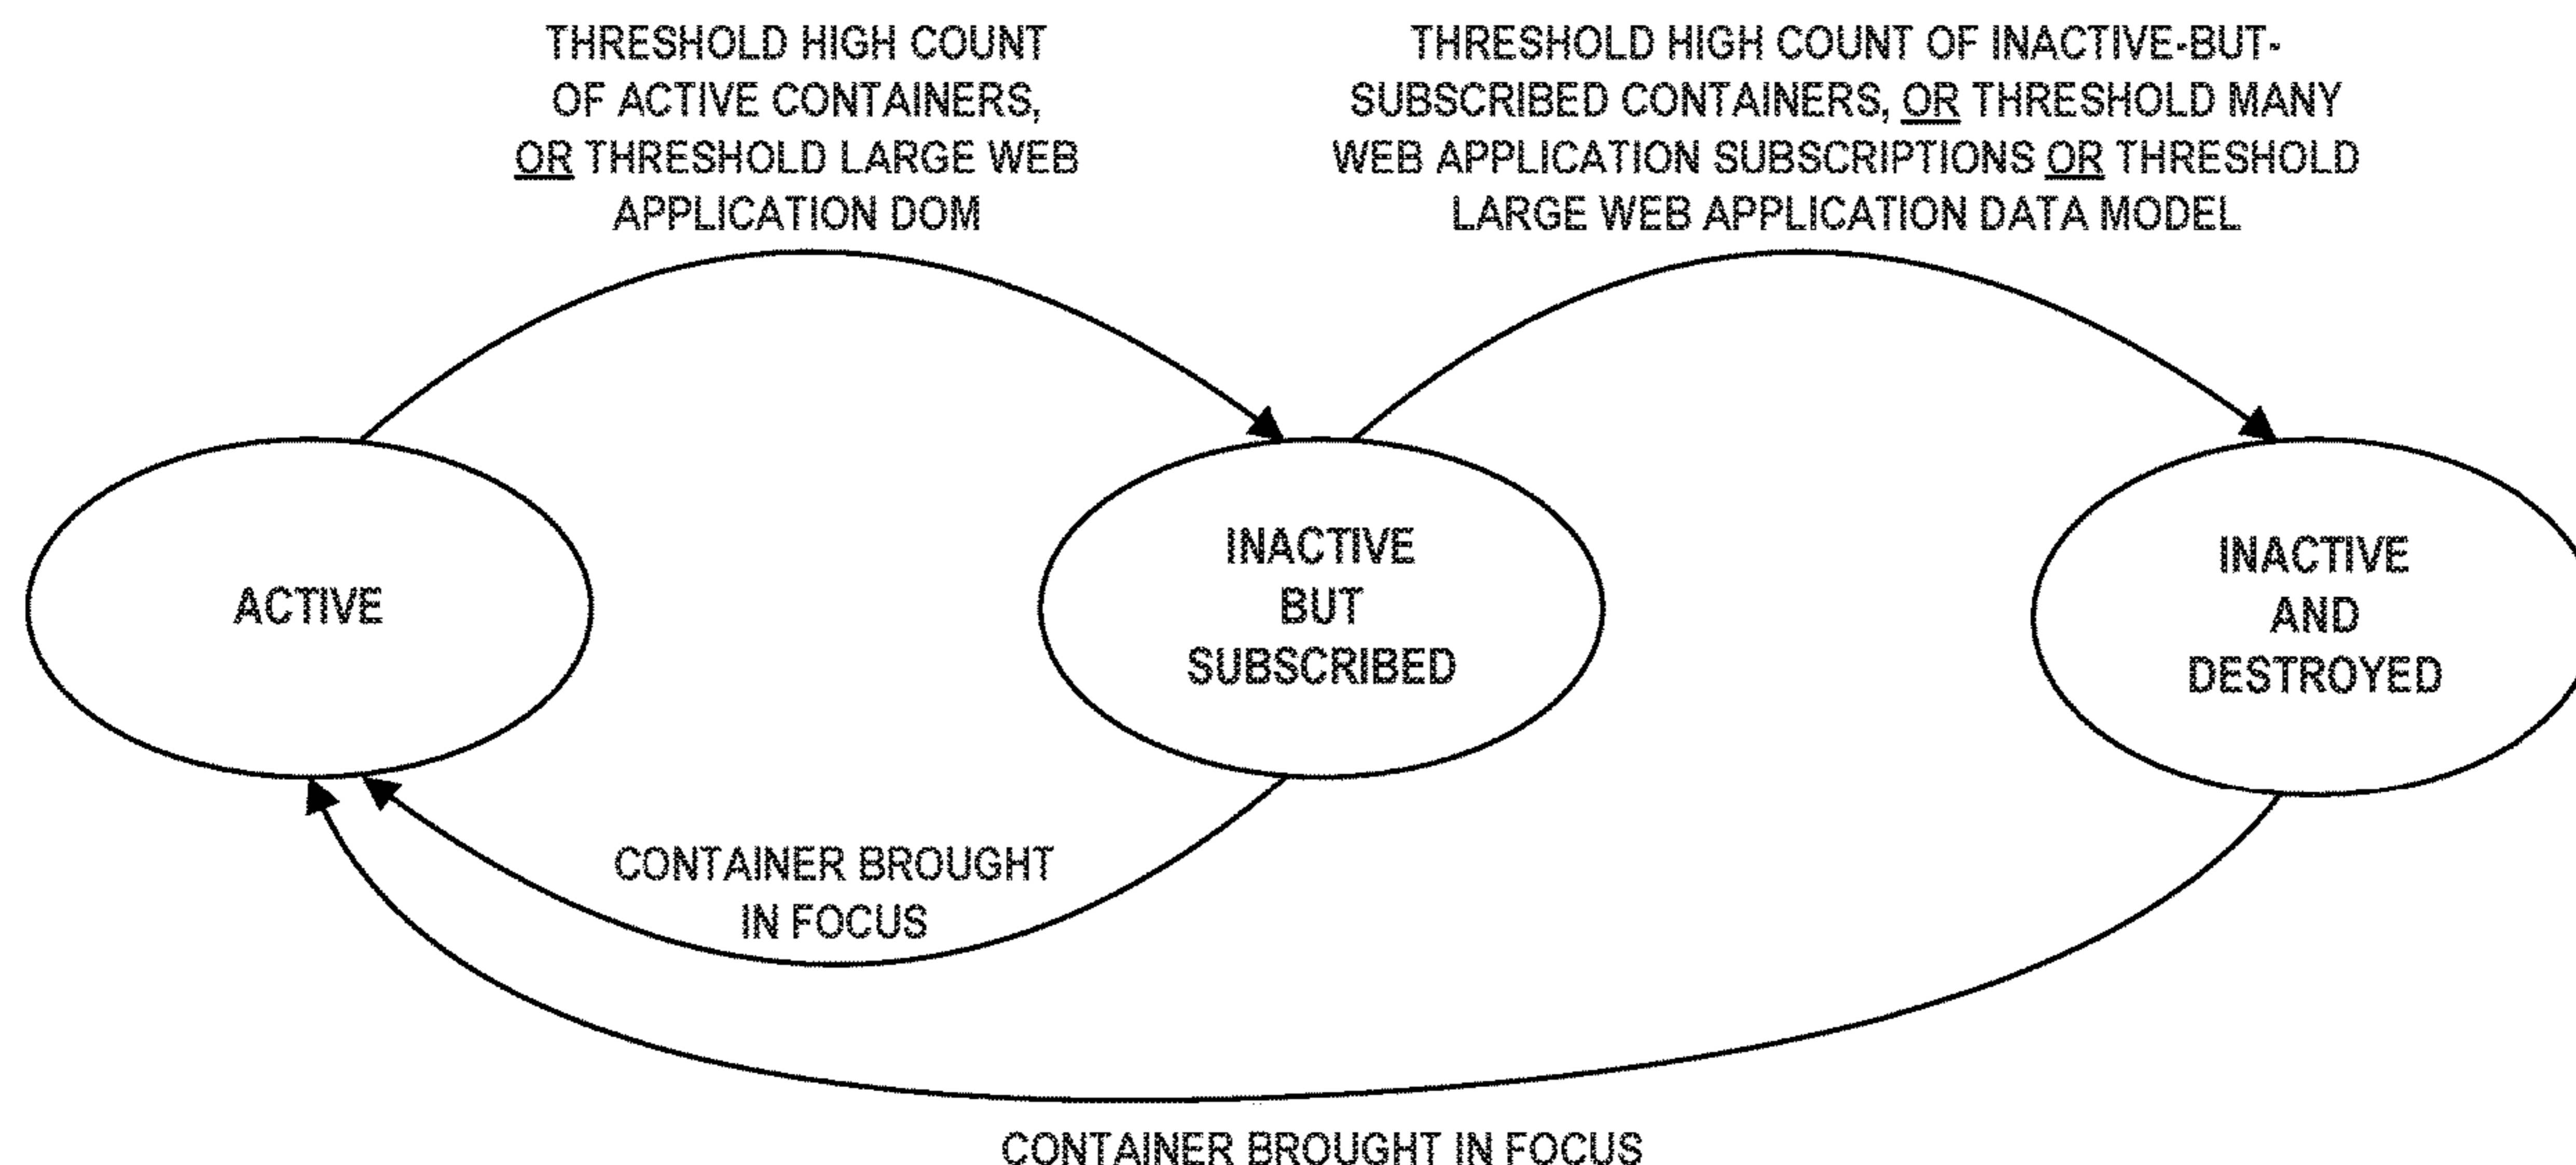 THRESHOLD HIGH COUNT
OF ACTIVE CONTAINERS,
OR THRESHOLD LARGE WEB
APPLICATION DOM
THRESHOLD HIGH COUNT OF INACTIVE-BUT-
SUBSCRIBED CONTAINERS, OR THRESHOLD MANY
WEB APPLICATION SUBSCRIPTIONS OR THRESHOLD
LARGE WEB APPLICATION DATA MODEL
ACTIVE
INACTIVE
BUT
SUBSCRIBED
INACTIVE
AND
DESTROYED
CONTAINER BROUGHT
IN FOCUS
CONTAINER BROUGHT IN FOCUS